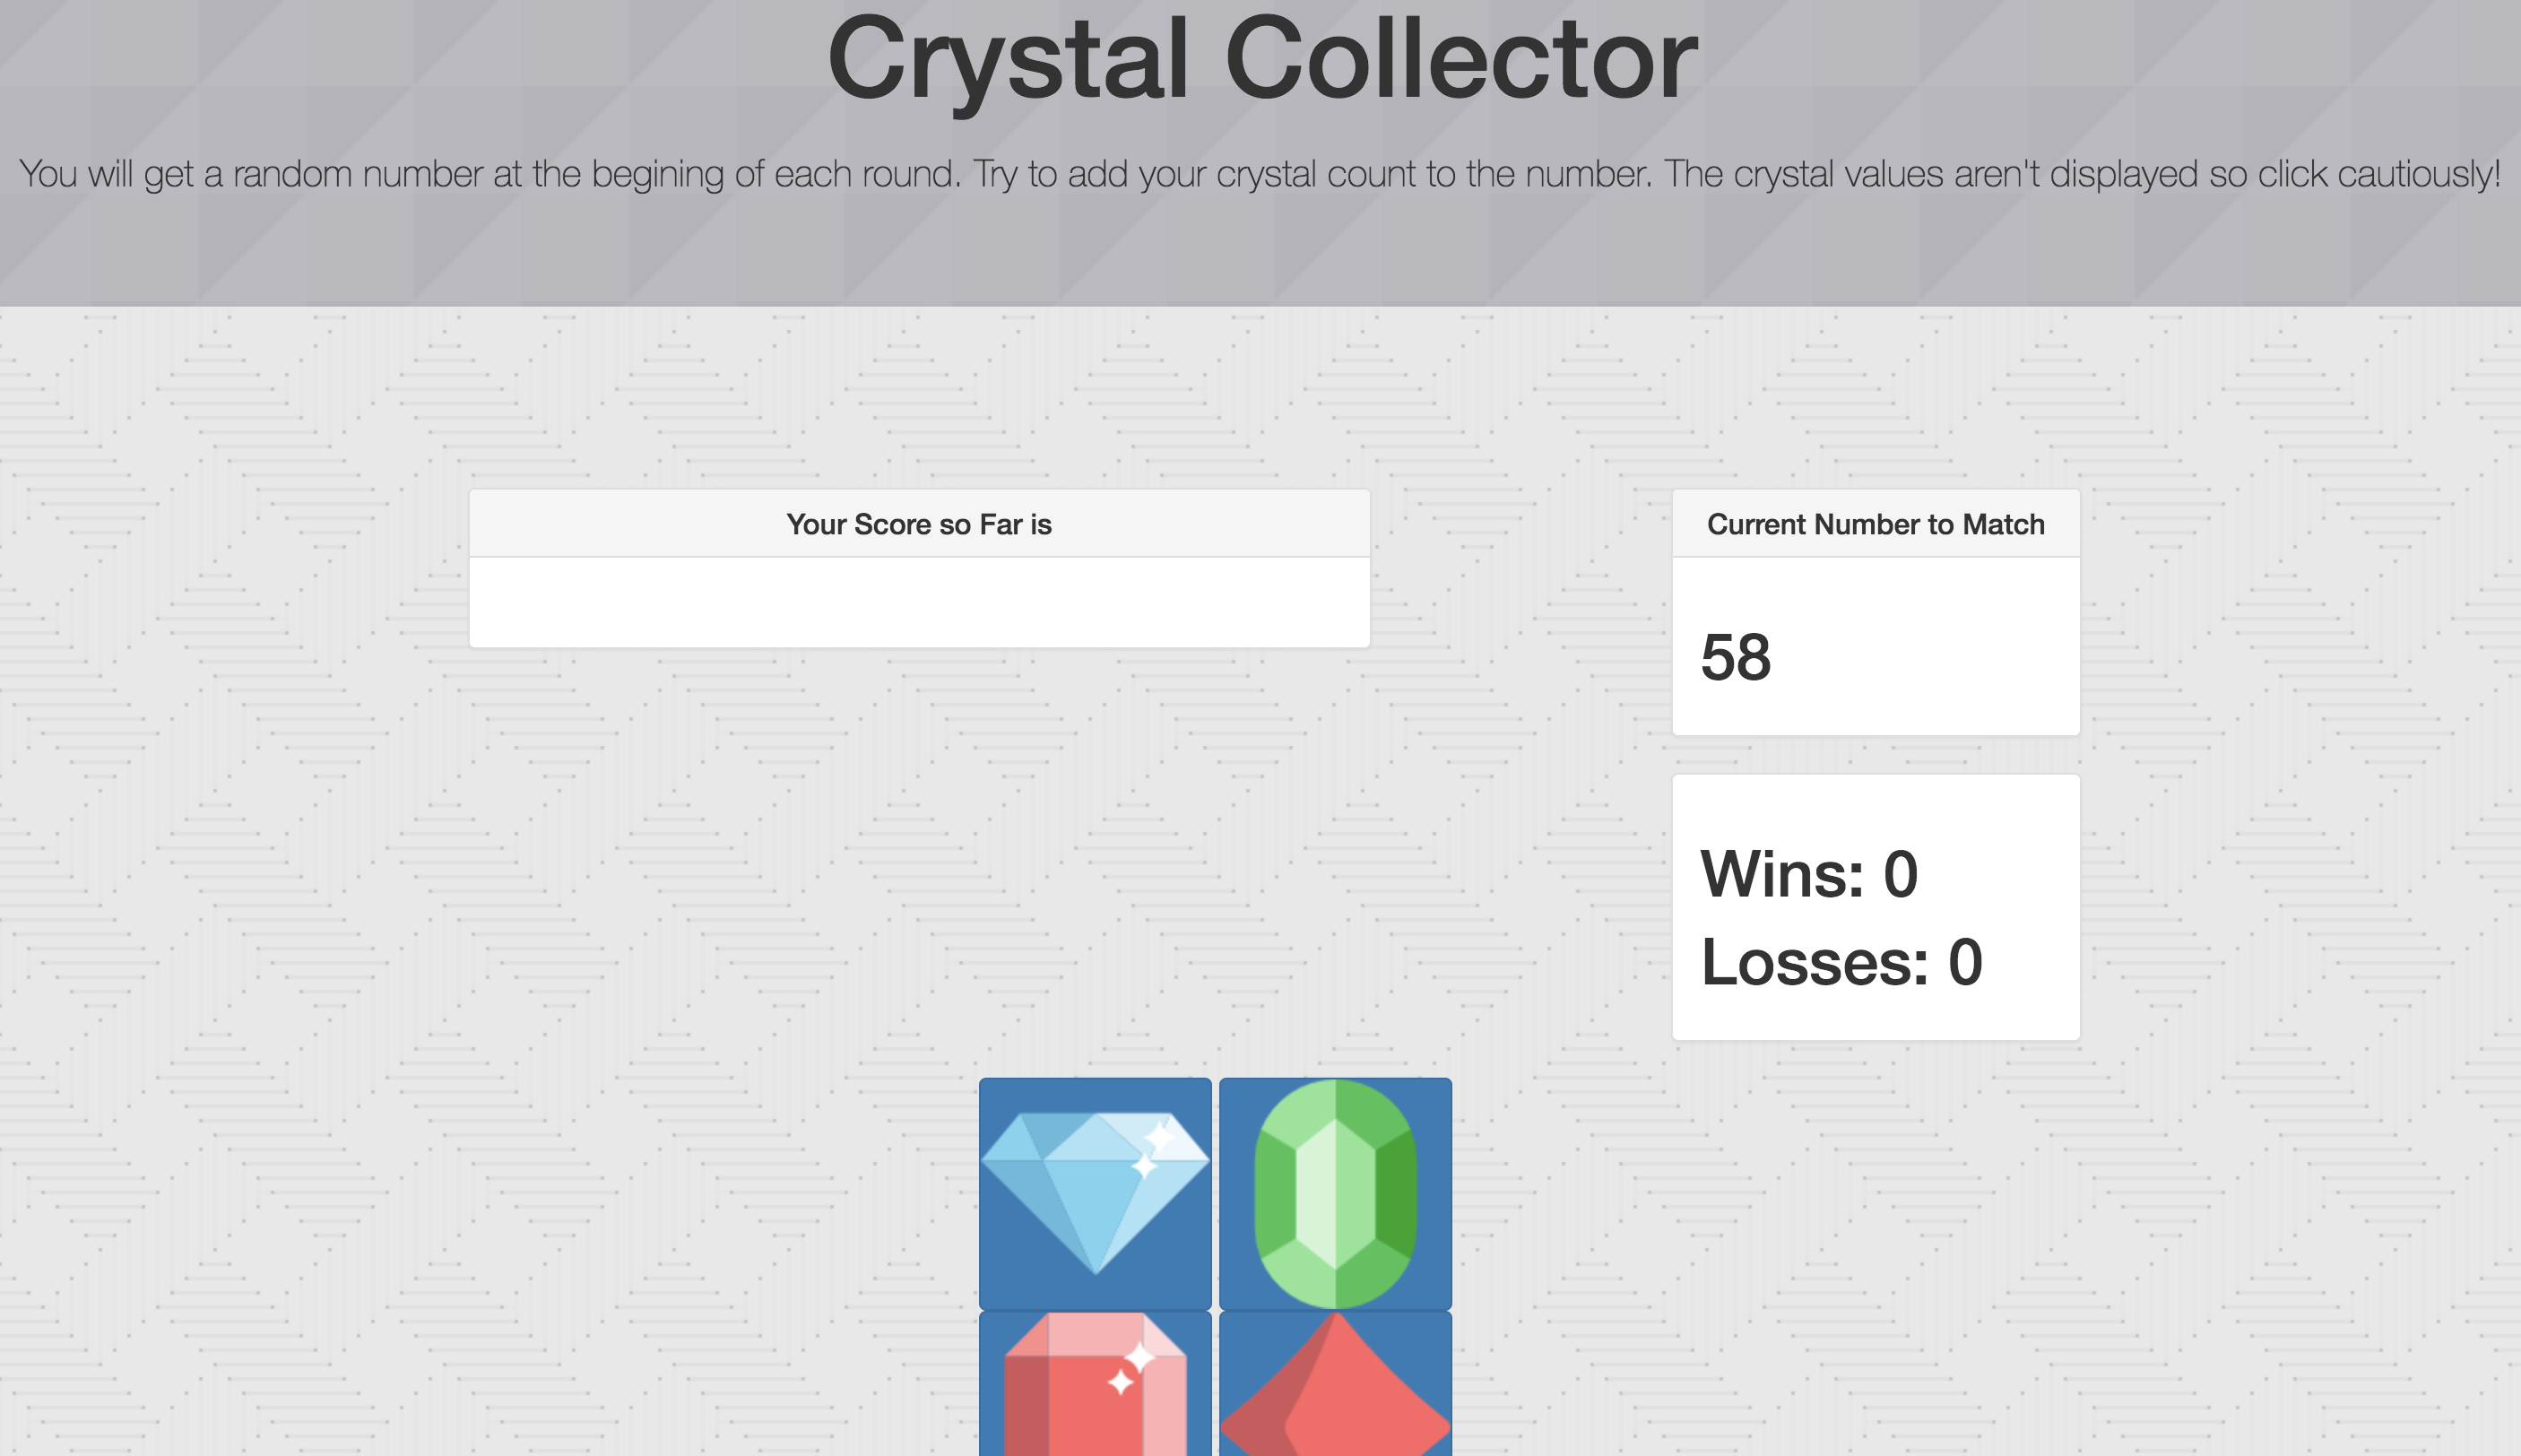 Crystal Collector
You will get a random number at the begining of each round. Try to add your crystal count to the number. The crystal values aren't displayed so click cautiously!
Your Score so Far is
Current Number to Match
58
Wins: 0
Losses: 0